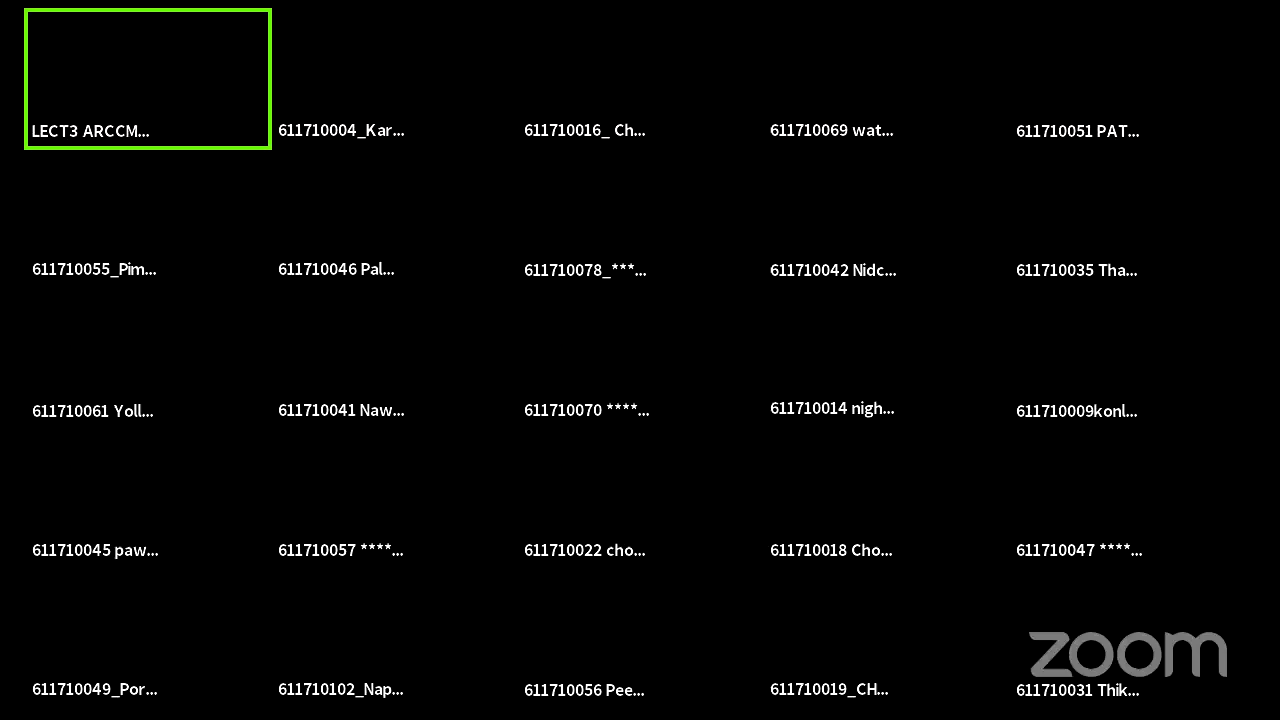 LECT3 ARCCM...
611710004_Kar...
611710016_ Ch...
611710069 wat...
611710051 PAT...
611710055_Pim...
611710046 Pal...
611710078_***...
611710042 Nidc...
611710035 Tha...
611710061 Yoll...
611710041 Naw...
611710070 ****...
611710014 nigh...
611710009konl...
611710045 paw...
611710057 ****...
611710022 cho...
611710018 Cho...
611710047 ****...
zoom
611710049_Por...
611710102_Nap...
611710056 Pee...
611710019_CH...
611710031 Thik...